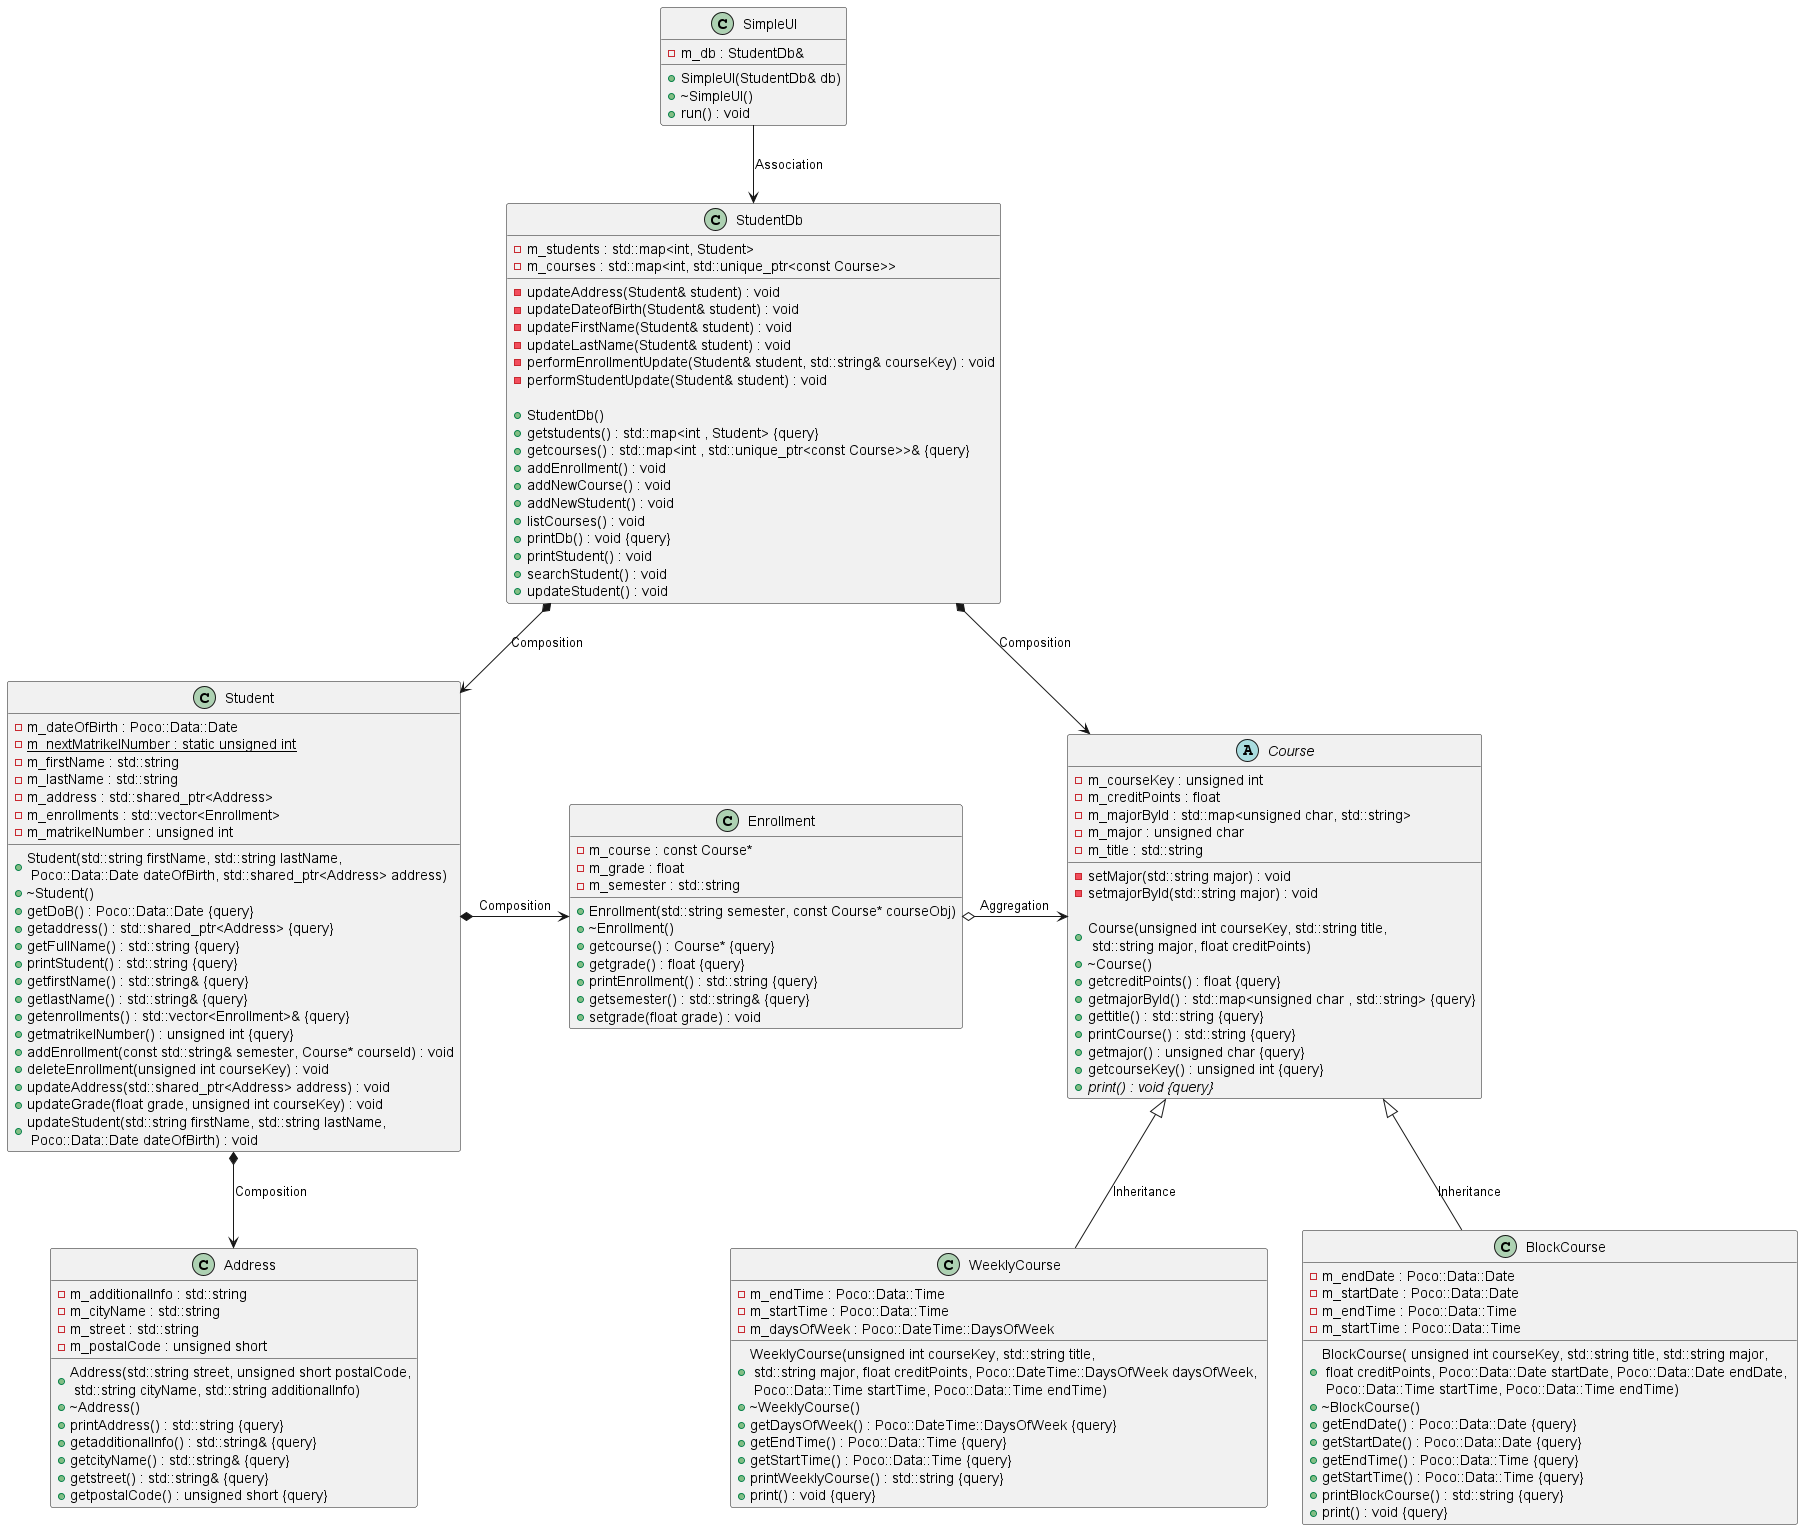 C SimpleUI
m_db : StudentDb&
SimpleUI(StudentDb& db)
~SimpleUI()
run() : void
Association
C StudentDb
m_students : std::map<int, Student>
m_courses : std::map<int, std::unique_ptr<const Course>>
updateAddress(Student& student) : void
updateDateofBirth(Student& student) : void
updateFirstName(Student& student) : void
updateLastName(Student& student) : void
performEnrollmentUpdate(Student& student, std::string& courseKey) : void
performStudentUpdate(Student& student) : void
StudentDb()
getstudents() : std::map<int , Student> {query}
getcourses() : std::map<int , std::unique_ptr<const Course>>& {query}
addEnrollment() : void
addNewCourse() : void
addNewStudent() : void
listCourses() : void
printDb() : void {query}
printStudent() : void
searchStudent() : void
updateStudent() : void
Composition
Composition
C Student
m_dateOfBirth : Poco::Data::Date
m_nextMatrikelNumber : static unsigned int
m_firstName : std::string
m_lastName : std::string
m_address : std::shared_ptr<Address>
m_enrollments : std::vector<Enrollment>
m_matrikelNumber : unsigned int
Student(std::string firstName, std::string lastName,
Poco::Data::Date dateOfBirth, std::shared_ptr<Address> address)
~Student()
getDoB() : Poco::Data::Date {query}
getaddress() : std::shared_ptr<Address> {query}
getFullName() : std::string {query}
printStudent() : std::string {query}
getfirstName() : std::string& {query}
getlastName() : std::string& {query}
getenrollments() : std::vector<Enrollment>& {query}
getmatrikelNumber() : unsigned int {query}
addEnrollment(const std::string& semester, Course* courseId) : void
deleteEnrollment(unsigned int courseKey) : void
updateAddress(std::shared_ptr<Address> address) : void
updateGrade(float grade, unsigned int courseKey) : void
updateStudent(std::string firstName, std::string lastName,
Poco::Data::Date dateOfBirth) : void
Composition
C Enrollment
m_course : const Course*
m_grade : float
m_semester : std::string
Enrollment(std::string semester, const Course* courseObj)
~Enrollment()
getcourse() : Course* {query}
getgrade() : float {query}
printEnrollment() : std::string {query}
getsemester() : std::string& {query}
setgrade(float grade) : void
Aggregation
A Course
m_courseKey : unsigned int
m_creditPoints : float
m_majorById : std::map<unsigned char, std::string>
m_major : unsigned char
m_title : std::string
setMajor(std::string major) : void
setmajorById(std::string major) : void
Course(unsigned int courseKey, std::string title,
std::string major, float creditPoints)
~Course()
getcreditPoints() : float {query}
getmajorById() : std::map<unsigned char , std::string> {query}
gettitle() : std::string {query}
printCourse() : std::string {query}
getmajor() : unsigned char {query}
getcourseKey() : unsigned int {query}
print() : void {query}
Composition
Inheritance
Inheritance
C Address
m_additionalInfo : std::string
m_cityName : std::string
m_street : std::string
m_postalCode : unsigned short
Address(std::string street, unsigned short postalCode,
std::string cityName, std::string additionalInfo)
~Address()
printAddress() : std::string {query}
getadditionalInfo() : std::string& {query}
getcityName() : std::string& {query}
getstreet() : std::string& {query}
getpostalCode() : unsigned short {query}
C WeeklyCourse
m_endTime : Poco::Data::Time
m_startTime : Poco::Data::Time
m_daysOfWeek : Poco::DateTime::DaysOfWeek
WeeklyCourse(unsigned int courseKey, std::string title,
std::string major, float creditPoints, Poco::DateTime::DaysOfWeek daysOfWeek,
Poco::Data::Time startTime, Poco::Data::Time endTime)
~WeeklyCourse()
getDaysOfWeek() : Poco::DateTime::DaysOfWeek {query}
getEndTime() : Poco::Data::Time {query}
getStartTime() : Poco::Data::Time {query}
printWeeklyCourse() : std::string {query}
print() : void {query}
C BlockCourse
m_endDate : Poco::Data::Date
m_startDate : Poco::Data::Date
m_endTime : Poco::Data::Time
m_startTime : Poco::Data::Time
BlockCourse( unsigned int courseKey, std::string title, std::string major,
float creditPoints, Poco::Data::Date startDate, Poco::Data::Date endDate,
Poco::Data::Time startTime, Poco::Data::Time endTime)
~BlockCourse()
getEndDate() : Poco::Data::Date {query}
getStartDate() : Poco::Data::Date {query}
getEndTime() : Poco::Data::Time {query}
getStartTime() : Poco::Data::Time {query}
printBlockCourse() : std::string {query}
print() : void {query}